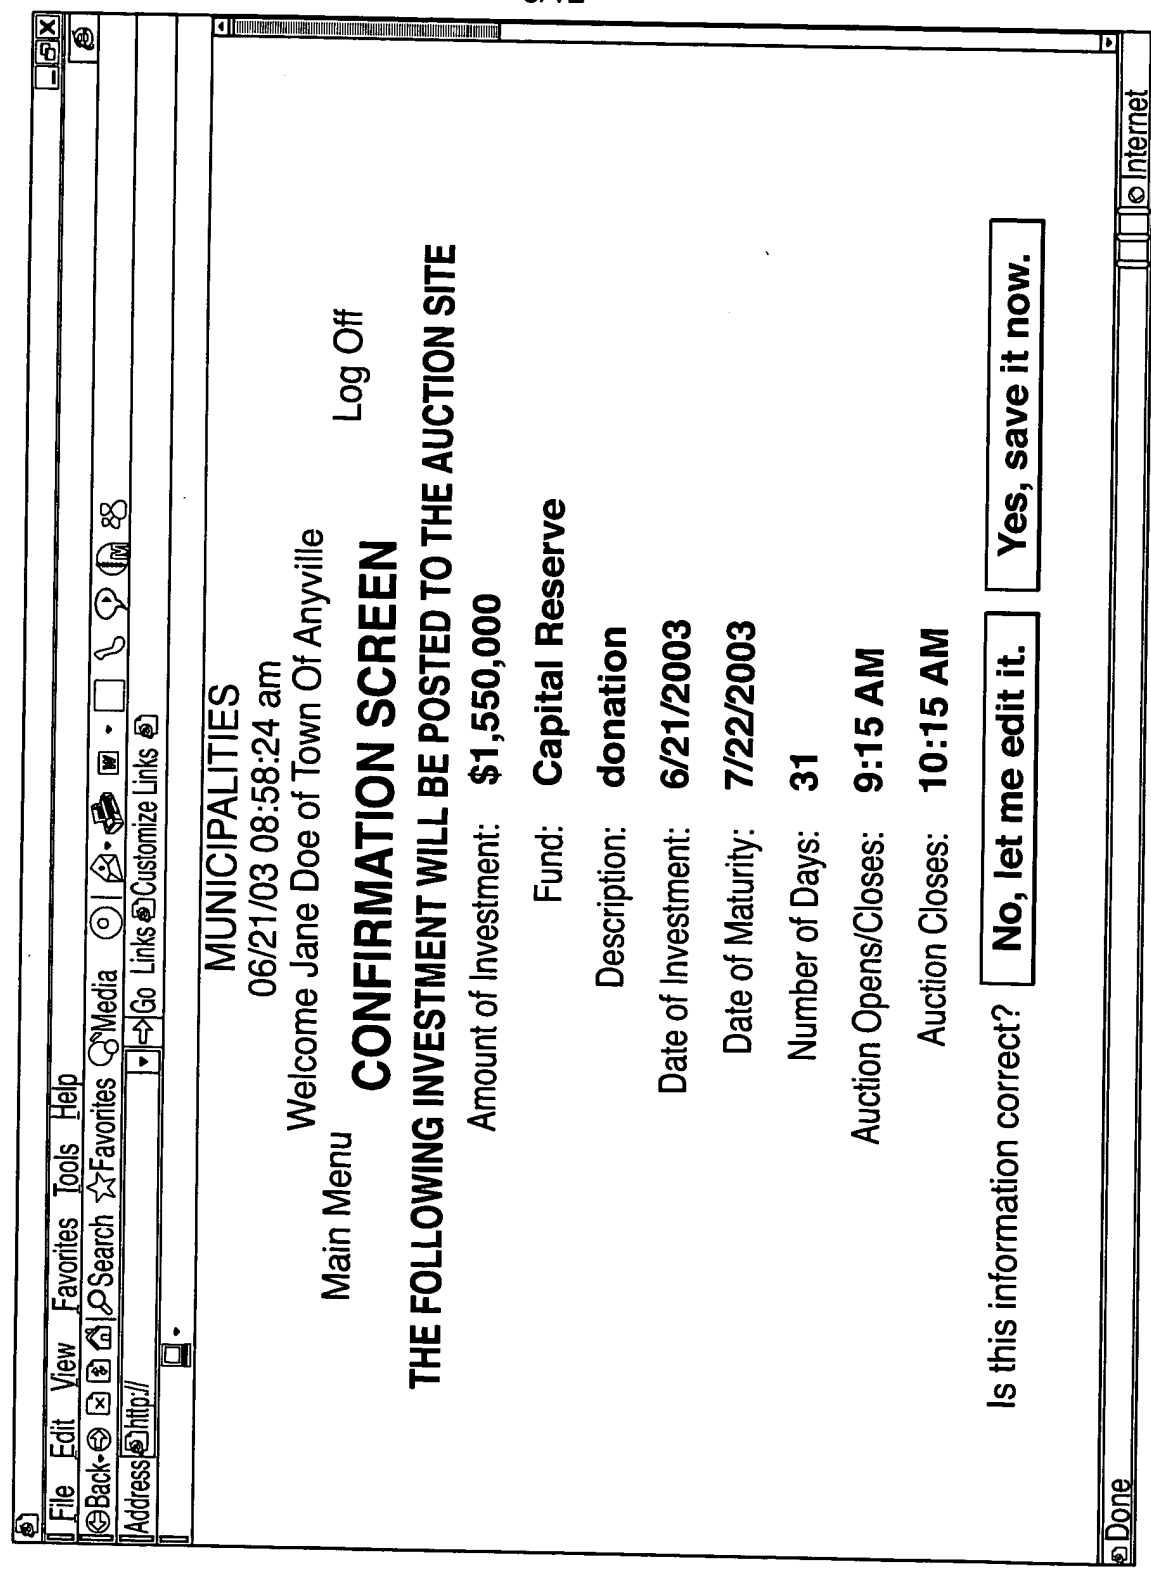 File Edit View Favorites Tools Help
Back Search Favorites Media
Address http:// Go Links Customize Links
MUNICIPALITIES
06/21/03 08:58:24 am
Welcome Jane Doe of Town Of Anyville
Main Menu Log Off
CONFIRMATION SCREEN
THE FOLLOWING INVESTMENT WILL BE POSTED TO THE AUCTION SITE
Amount of Investment: $1,550,000
Fund: Capital Reserve
Description: donation
Date of Investment: 6/21/2003
Date of Maturity: 7/22/2003
Number of Days: 31
Auction Opens/Closes: 9:15 AM
Auction Closes: 10:15 AM
Is this information correct? No, let me edit it. Yes, save it now.
Done Internet